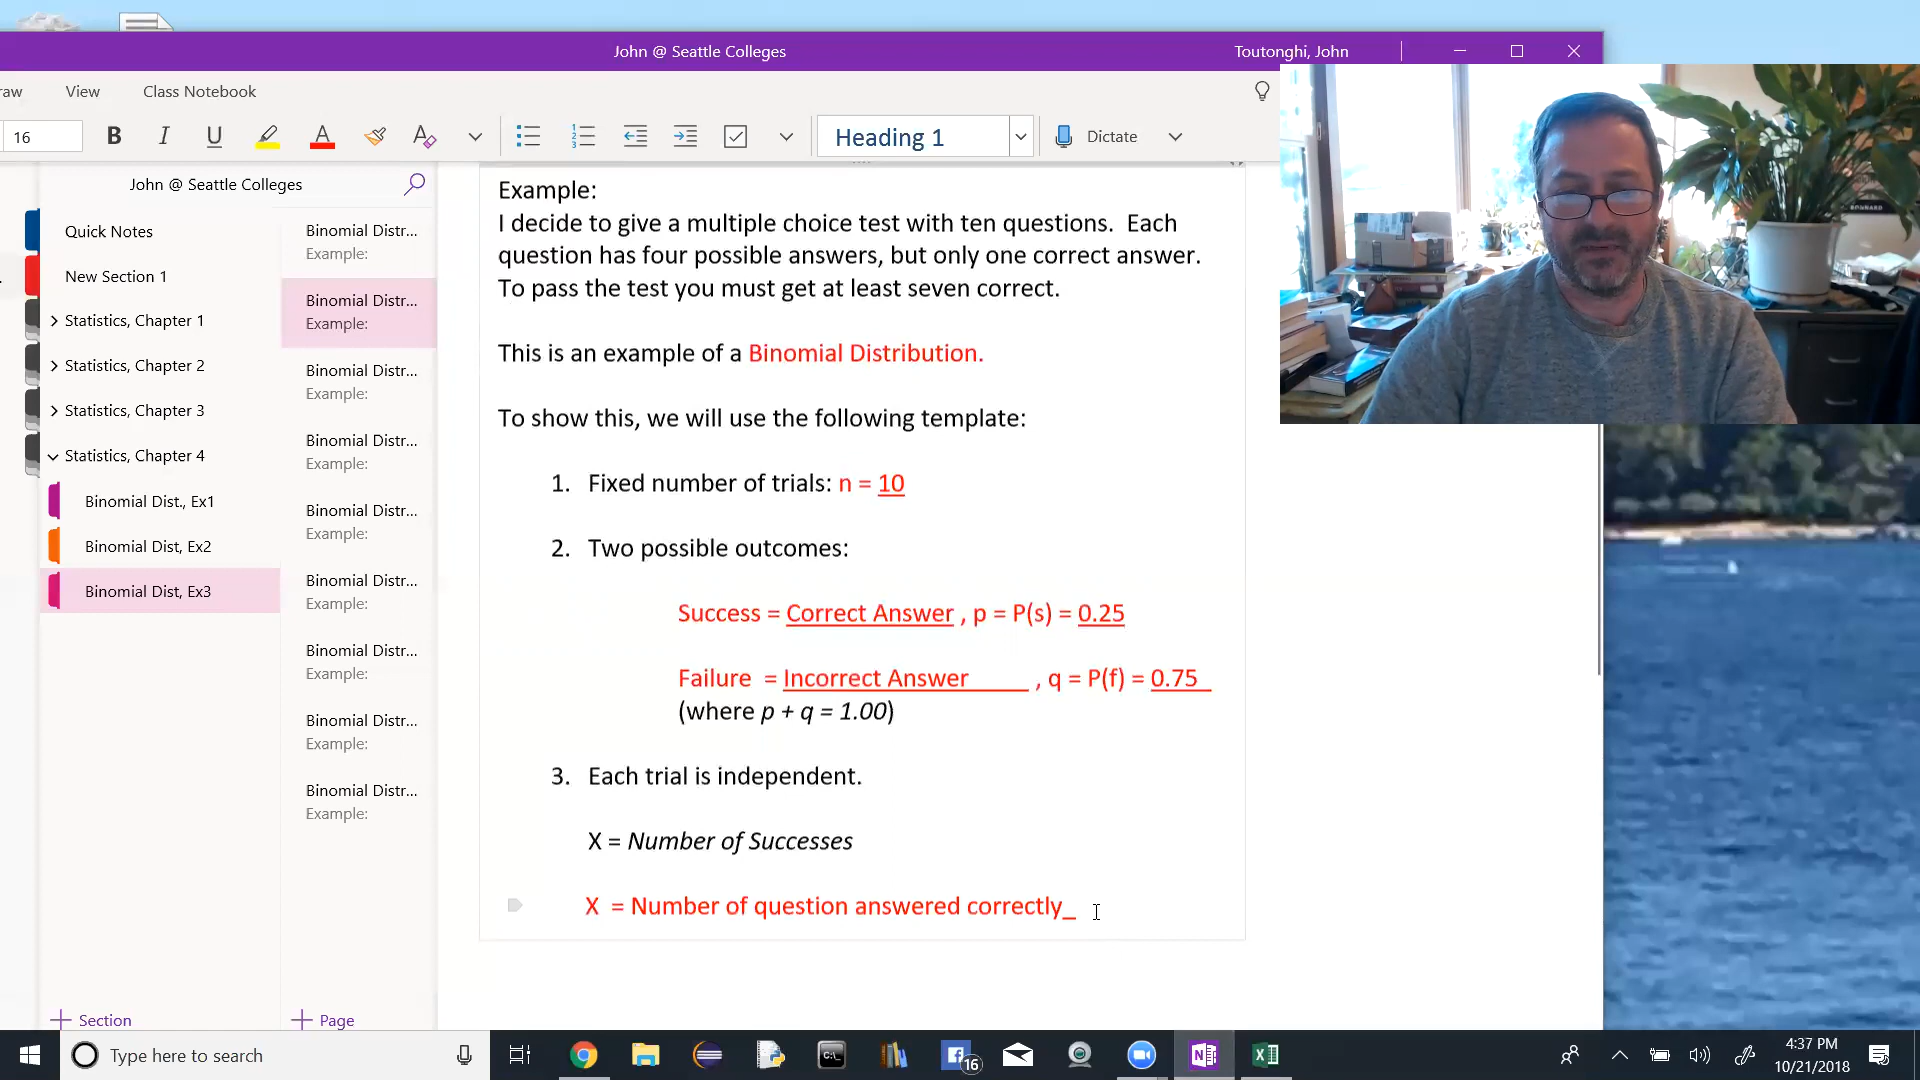 John @ Seattle Colleges
Toutonghi, John
raw
View
Class Notebook
16
B
I
U
A
A
Heading 1
Dictate
John @ Seattle Colleges
Quick Notes
New Section 1
Statistics, Chapter 1
Statistics, Chapter 2
Statistics, Chapter 3
Statistics, Chapter 4
Binomial Dist., Ex1
Binomial Dist, Ex2
Binomial Dist, Ex3
Section
Binomial Distr...
Example:
Binomial Distr...
Example:
Binomial Distr...
Example:
Binomial Distr...
Example:
Binomial Distr...
Example:
Binomial Distr...
Example:
Binomial Distr...
Example:
Binomial Distr...
Example:
Binomial Distr...
Example:
Page
Example:
I decide to give a multiple choice test with ten questions. Each
question has four possible answers, but only one correct answer.
To pass the test you must get at least seven correct.
This is an example of a Binomial Distribution.
To show this, we will use the following template:
1. Fixed number of trials: n = 10
2. Two possible outcomes:
Success = Correct Answer , p = P(s) = 0.25
Failure = Incorrect Answer____ , q = P(f) = 0.75_
(where p + q = 1.00)
3. Each trial is independent.
X = Number of Successes
X = Number of question answered correctly_
Type here to search
16
4:37 PM
10/21/2018